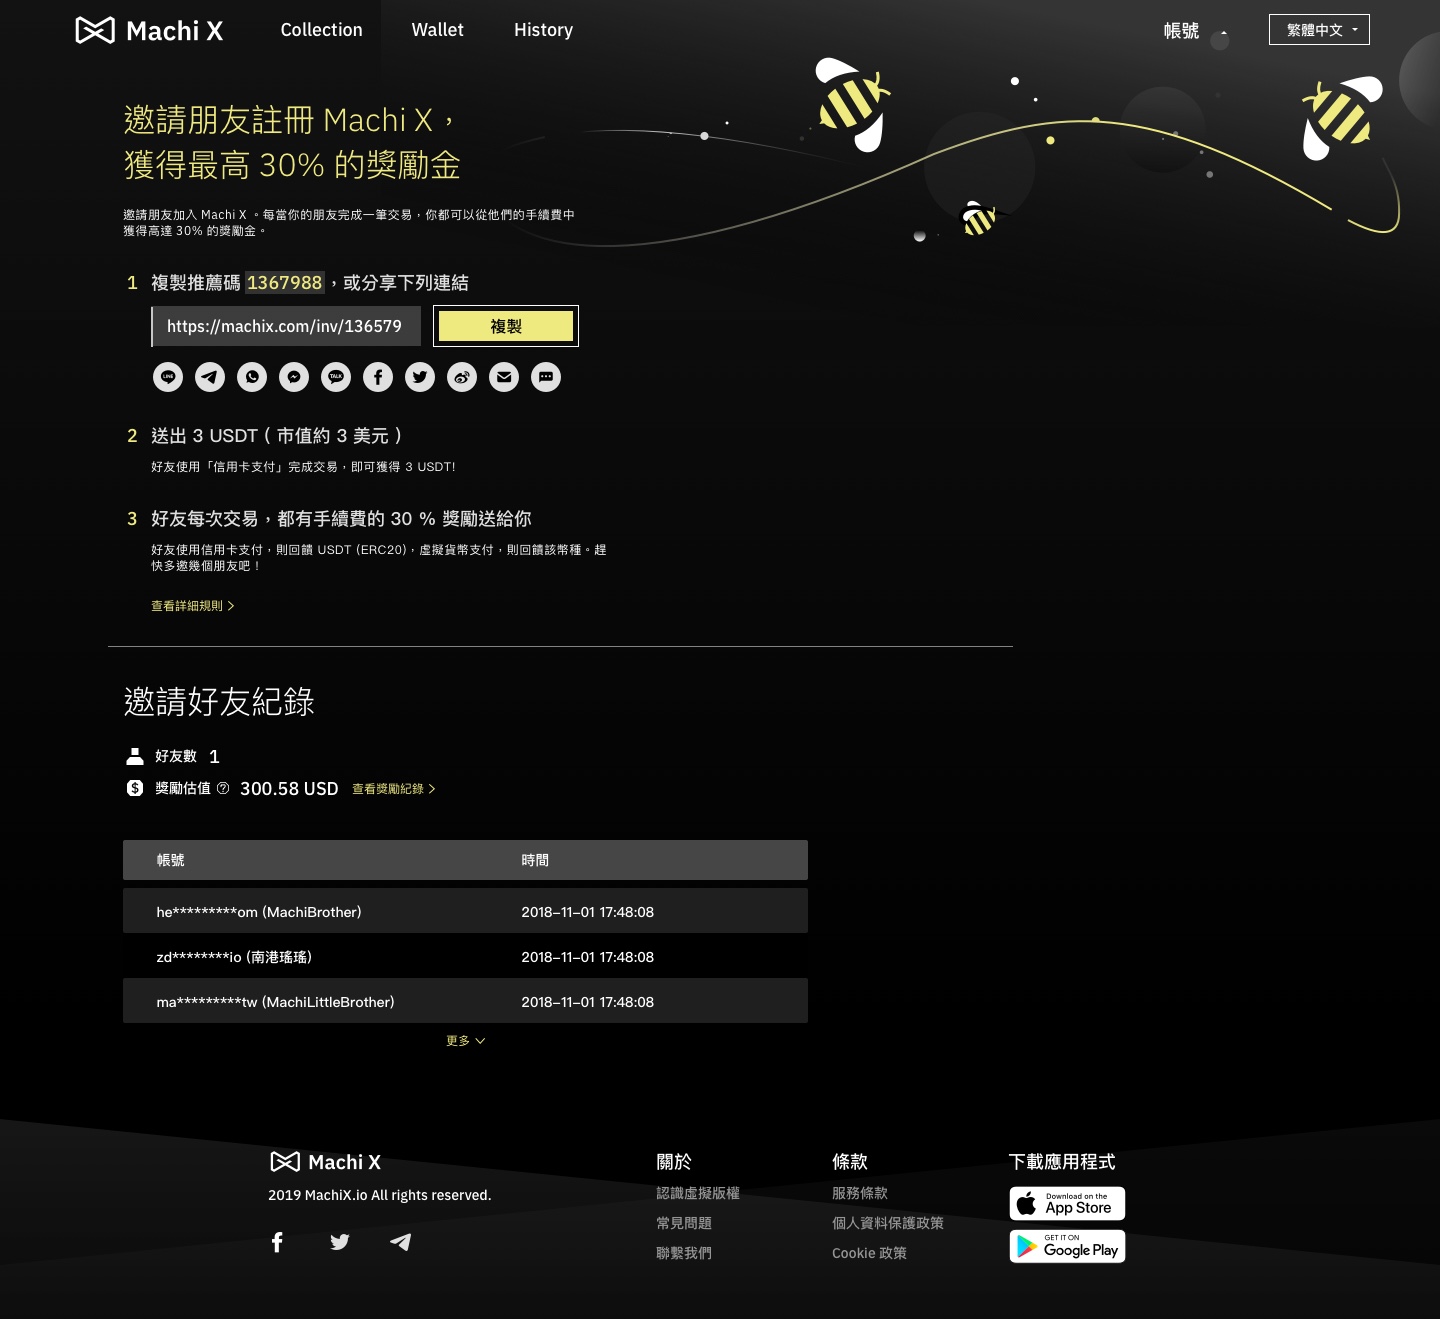 Machi X
Collection
Wallet
History
帳號
繁體中文
邀請朋友註冊 Machi X，
獲得最高 30% 的獎勵金
邀請朋友加入 Machi X 。每當你的朋友完成一筆交易，你都可以從他們的手續費中
獲得高達 30% 的獎勵金。
1 複製推薦碼 1367988 ，或分享下列連結
https://machix.com/inv/136579
複製
LINE
TALK
2 送出 3 USDT ( 市值約 3 美元 )
好友使用「信用卡支付」完成交易，即可獲得 3 USDT!
3 好友每次交易，都有手續費的 30 % 獎勵送給你
好友使用信用卡支付，則回饋 USDT (ERC20)，虛擬貨幣支付，則回饋該幣種。趕
快多邀幾個朋友吧！
查看詳細規則
邀請好友紀錄
好友數 1
獎勵估值 ? 300.58 USD 查看獎勵紀錄
帳號 時間
he*********om (MachiBrother) 2018-11-01 17:48:08
zd********io (南港瑤瑤) 2018-11-01 17:48:08
ma*********tw (MachiLittleBrother) 2018-11-01 17:48:08
更多
Machi X
2019 MachiX.io All rights reserved.
關於
認識虛擬版權
常見問題
聯繫我們
條款
服務條款
個人資料保護政策
Cookie 政策
下載應用程式
Download on the
App Store
GET IT ON
Google Play